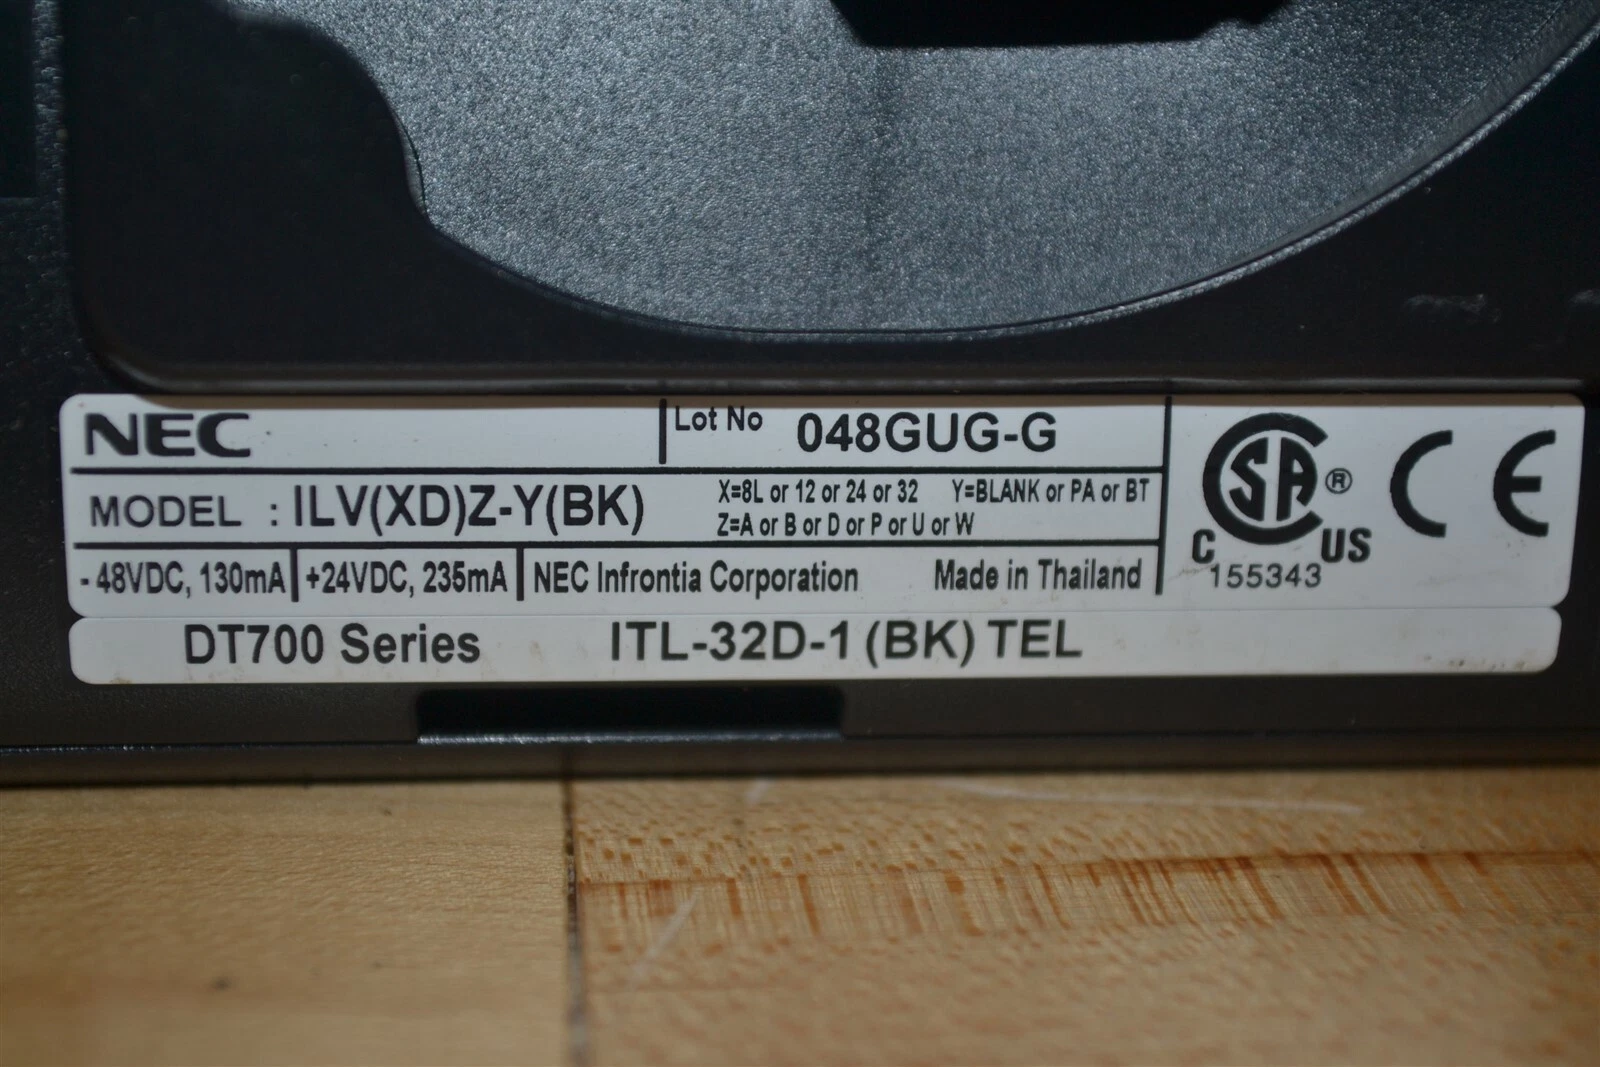 NEC Lot No 048GUG-G
MODEL : ILV(XD)Z-Y(BK) X=8L or 12 or 24 or 32 Y=BLANK or PA or BT
Z=A or B or D or P or U or W
- 48VDC, 130mA +24VDC, 235mA NEC Infrontia Corporation Made in Thailand
CSA ® C US CE
155343
DT700 Series ITL-32D-1 (BK) TEL